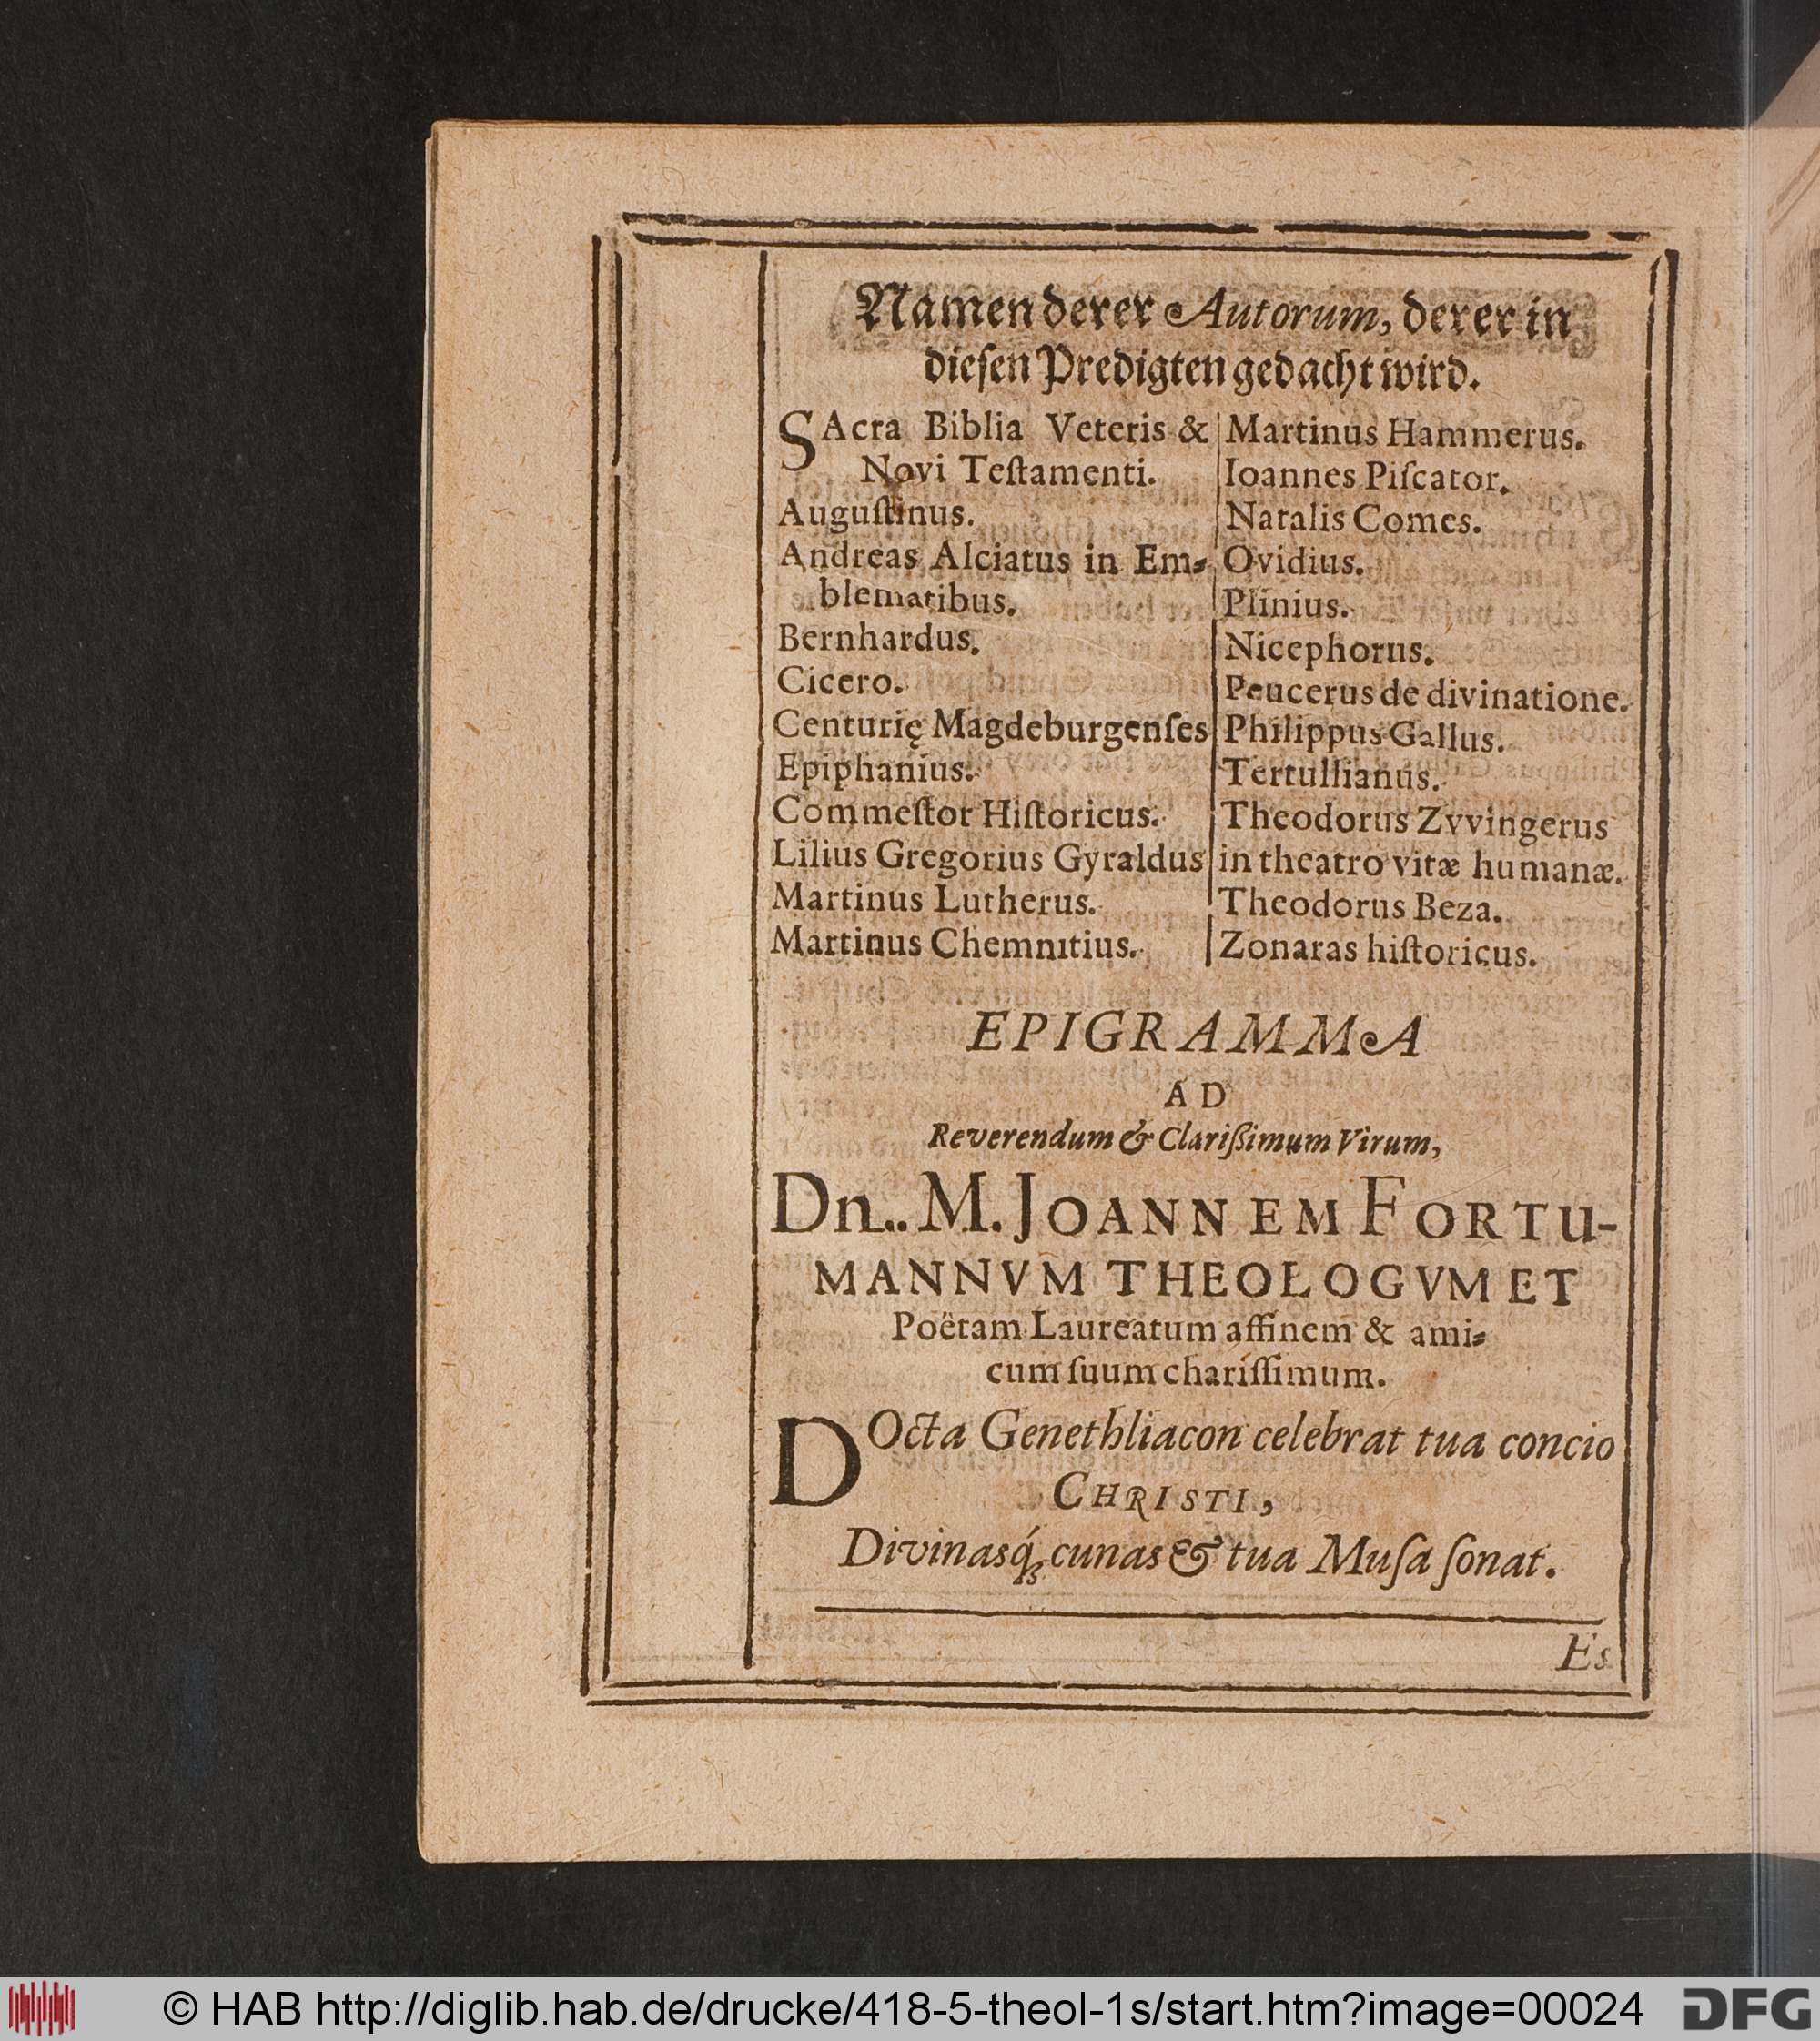 Namen derer Autorum, derer in
dieſen Predigten gedacht wird.
SAcra Biblia Veteris &
Novi Teſtamenti.
Auguſtinus.
Andreas Alciatus in Em⸗
blematibus.
Bernhardus.
Cicero.
Centurię Magdeburgenſes
Epiphanius.
Commeſtor Hiſtoricus.
Lilius Gregorius Gyraldus
Martinus Lutherus.
Martinus Chemnitius.
Martinus Hammerus.
Ioannes Piſcator.
Natalis Comes.
Ovidius.
Plinius.
Nicephorus.
Peucerus de divinatione.
Philippus Gallus.
Tertullianus.
Theodorus Zvvingerus
in theatro vitæ humanæ.
Theodorus Beza.
Zonaras hiſtoricus.
EPIGRAMMA
AD
Reverendum & Clarißimum Virum,
Dn.. M. JOANNEM FORTU-
MANNVM THEOLOGVM ET
Poëtam Laureatum affinem & ami⸗
cum ſuum chariſſimum.
DOcta Genethliacon celebrat tua concio
CHRISTI,
Divinasq́; cunas & tua Muſa ſonat.
Es
© HAB http://diglib.hab.de/drucke/418-5-theol-1s/start.htm?image=00024
DFG